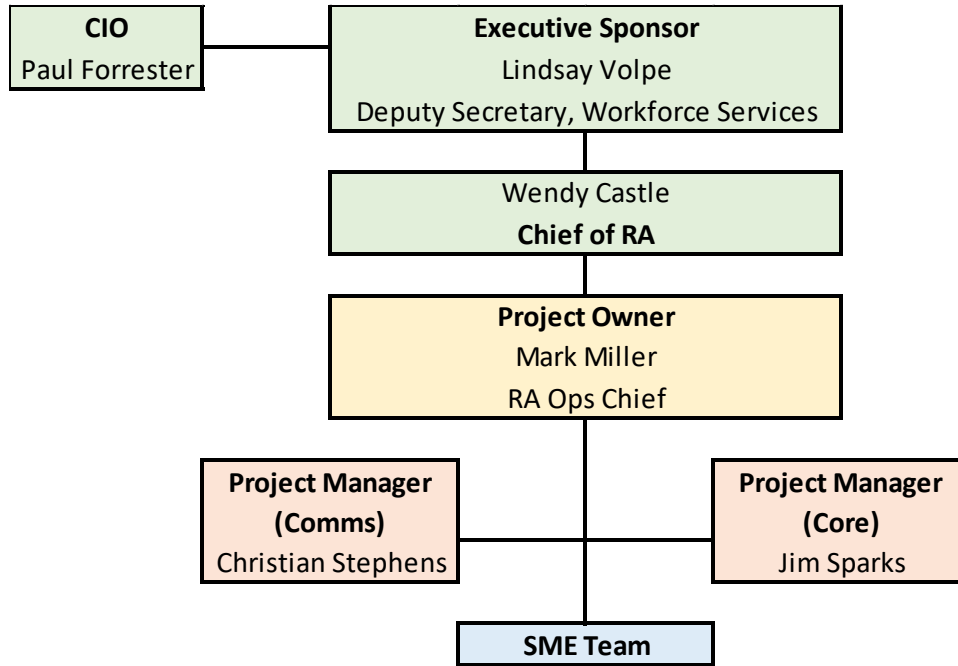 CIO
Paul Forrester
Executive Sponsor
Lindsay Volpe
Deputy Secretary, Workforce Services
Wendy Castle
Chief of RA
Project Owner
Mark Miller
RA Ops Chief
Project Manager
(Comms)
Christian Stephens
Project Manager
(Core)
Jim Sparks
SME Team